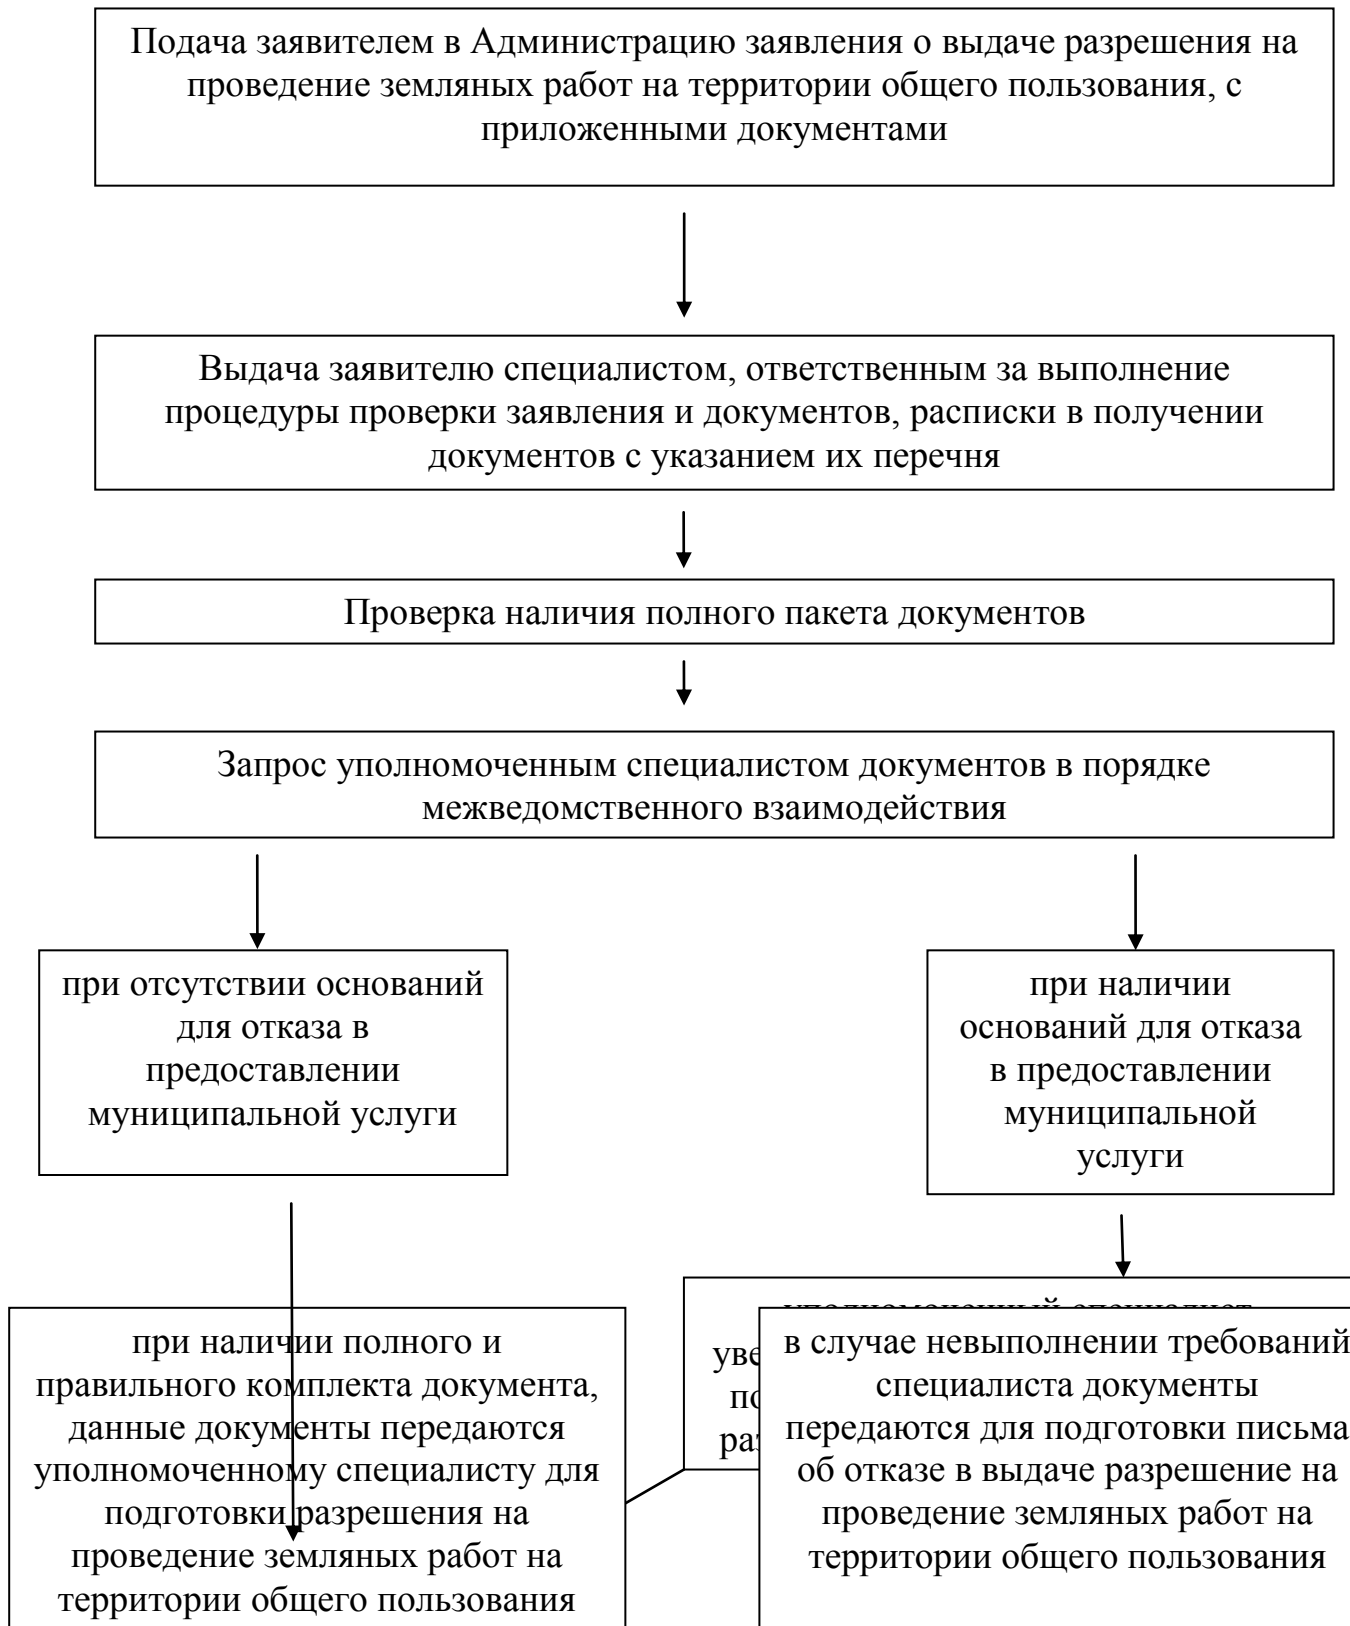 Подача заявителем в Администрацию заявления о выдаче разрешения на
проведение земляных работ на территории общего пользования, с
приложенными документами
Выдача заявителю специалистом, ответственным за выполнение
процедуры проверки заявления и документов, расписки в получении
документов с указанием их перечня
Проверка наличия полного пакета документов
Запрос уполномоченным специалистом документов в порядке
межведомственного взаимодействия
при отсутствии оснований
для отказа в
предоставлении
муниципальной услуги
при наличии
оснований для отказа
в предоставлении
муниципальной
услуги
при наличии полного и
правильного комплекта документа,
данные документы передаются
уполномоченному специалисту для
подготовки разрешения на
проведение земляных работ на
территории общего пользования
в случае невыполнении требований
специалиста документы
передаются для подготовки письма
об отказе в выдаче разрешение на
проведение земляных работ на
территории общего пользования